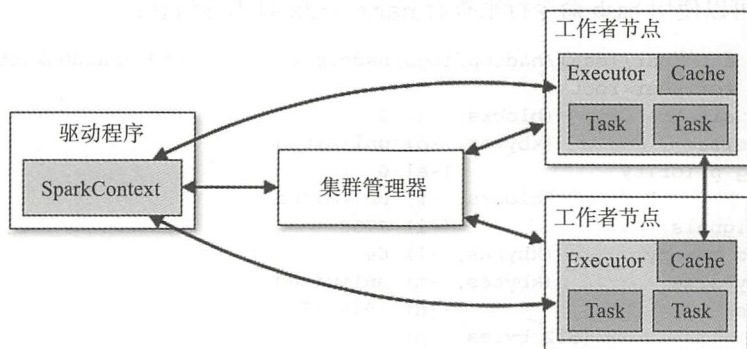 工作者节点
Executor Cache
Task Task
驱动程序
SparkContext
集群管理器
工作者节点
Executor Cache
Task Task